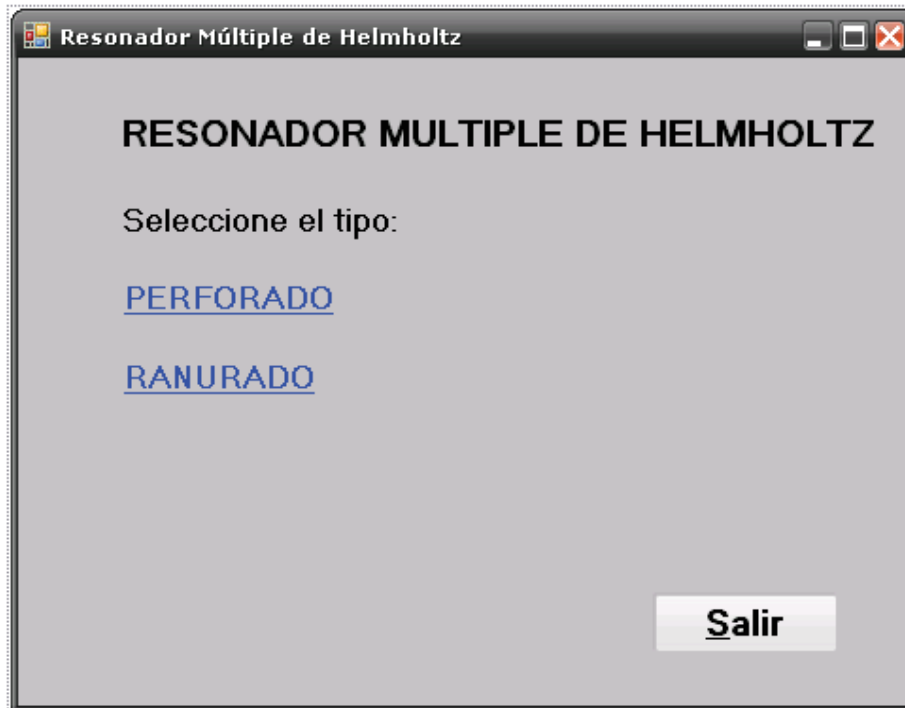 Resonador Múltiple de Helmholtz
RESONADOR MULTIPLE DE HELMHOLTZ
Seleccione el tipo:
PERFORADO
RANURADO
Salir